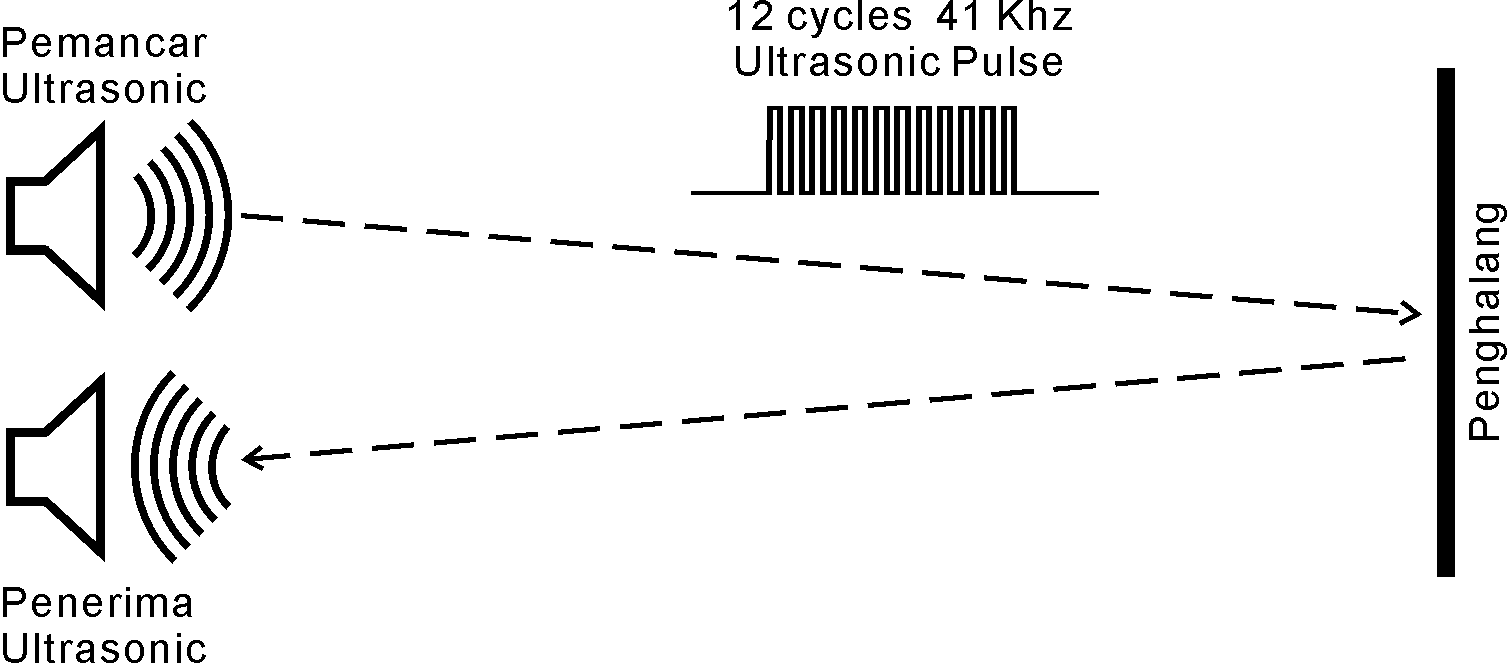 Pemancar
Ultrasonic
12 cycles 41 Khz
Ultrasonic Pulse
Penghalang
Penerima
Ultrasonic